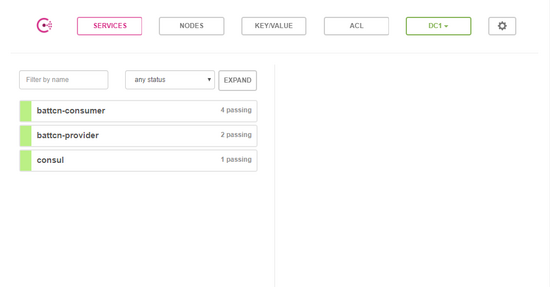 SERVICES NODES KEY/VALUE ACL DC1
Filter by name any status EXPAND
battcn-consumer 4 passing
battcn-provider 2 passing
consul 1 passing